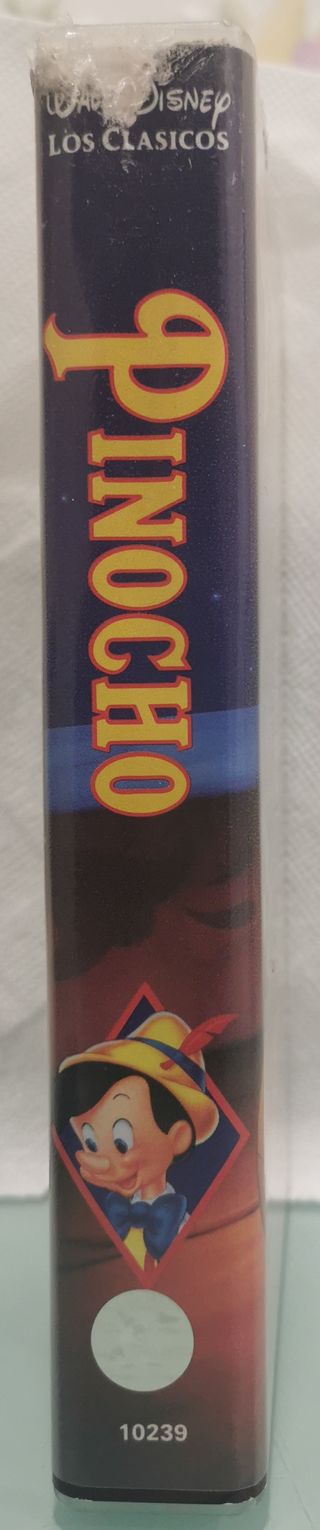 WALT DISNEY
LOS CLASICOS
PINOCHO
10239